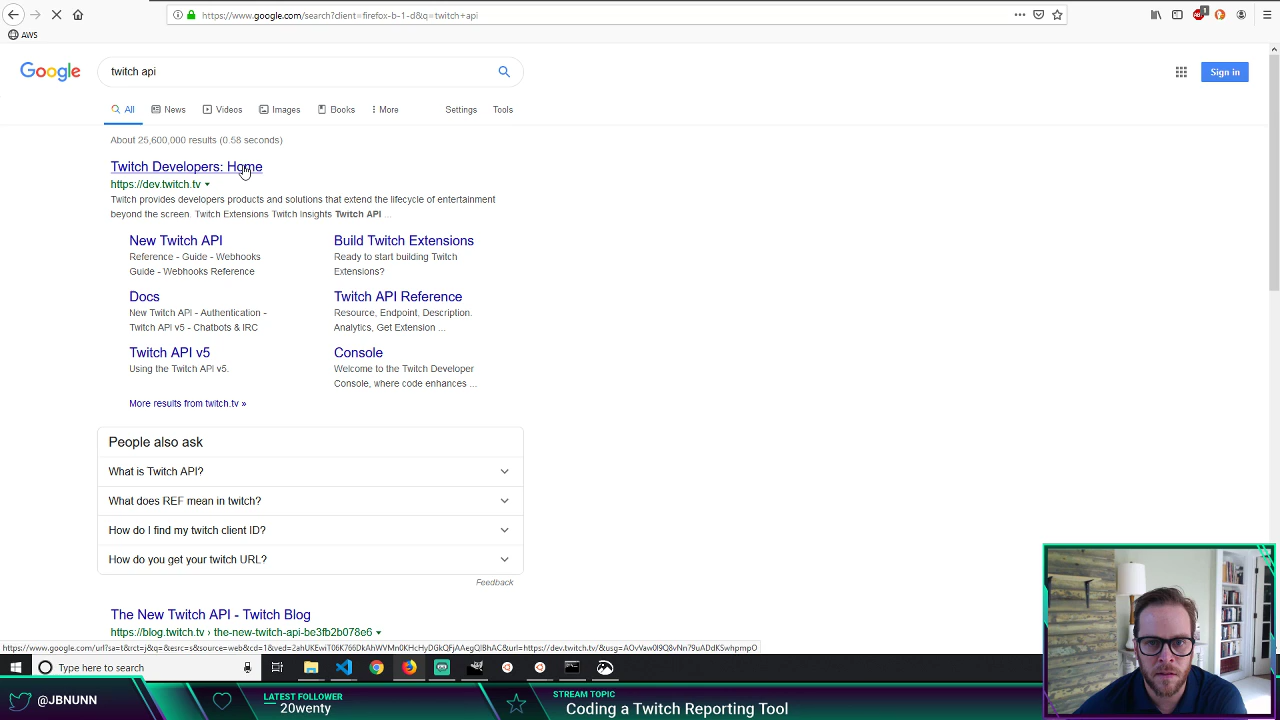 https://www.google.com/search?client=firefox-b-1-d&q=twitch+api
1
AWS
Google
twitch api
Sign in
All
News
Videos
Images
Books
More
Settings
Tools
About 25,600,000 results (0.58 seconds)
Twitch Developers: Home
https://dev.twitch.tv
Twitch provides developers products and solutions that extend the lifecycle of entertainment
beyond the screen. Twitch Extensions Twitch Insights Twitch API ...
New Twitch API
Reference - Guide - Webhooks
Guide - Webhooks Reference
Build Twitch Extensions
Ready to start building Twitch
Extensions?
Docs
New Twitch API - Authentication -
Twitch API v5 - Chatbots & IRC
Twitch API Reference
Resource, Endpoint, Description.
Analytics, Get Extension ...
Twitch API v5
Using the Twitch API v5.
Console
Welcome to the Twitch Developer
Console, where code enhances ...
More results from twitch.tv »
People also ask
What is Twitch API?
What does REF mean in twitch?
How do I find my twitch client ID?
How do you get your twitch URL?
Feedback
The New Twitch API - Twitch Blog
https://blog.twitch.tv › the-new-twitch-api-be3fb2b078e6
Type here to search
@JBNUNN
LATEST FOLLOWER
20wenty
STREAM TOPIC
Coding a Twitch Reporting Tool